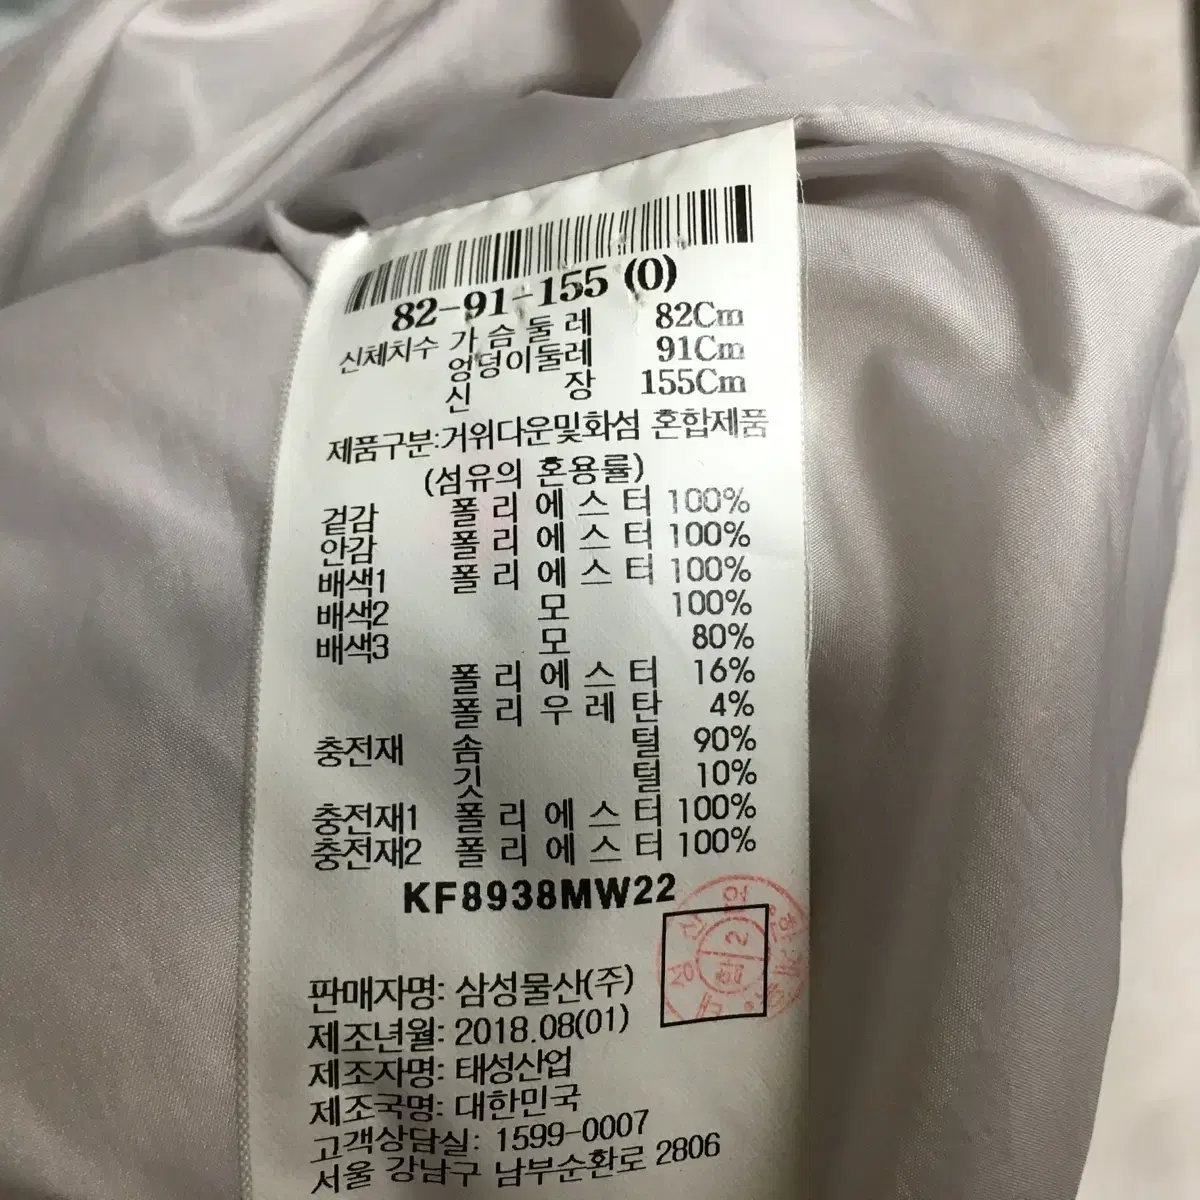 82-91-155 (0)
신체치수 가슴둘레 82Cm
엉덩이둘레 91Cm
신장 155Cm
제품구분:거위다운및화섬 혼합제품
(섬유의 혼용률)
겉감 폴리에스터 100%
안감 폴리에스터 100%
배색1 폴리에스터 100%
배색2 모 100%
배색3 모 80%
폴리에스터 16%
폴리우레탄 4%
충전재 솜털 90%
깃털 10%
충전재1 폴리에스터 100%
충전재2 폴리에스터 100%
KF8938MW22
판매자명: 삼성물산(주)
제조년월: 2018.08(01)
제조자명: 태성산업
제조국명: 대한민국
고객상담실: 1599-0007
서울 강남구 남부순환로 2806